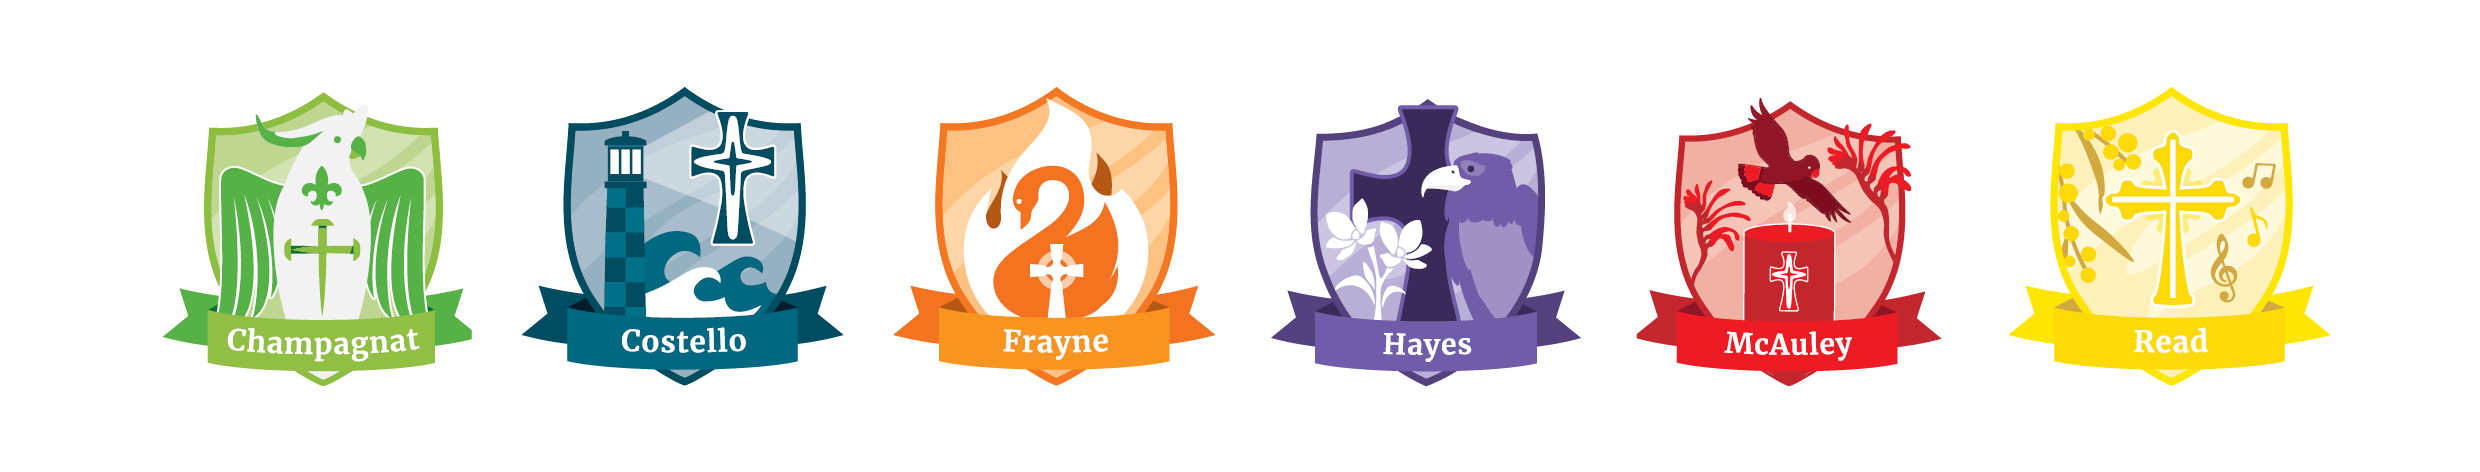 Champagnat
Costello
Frayne
Hayes
McAuley
Read